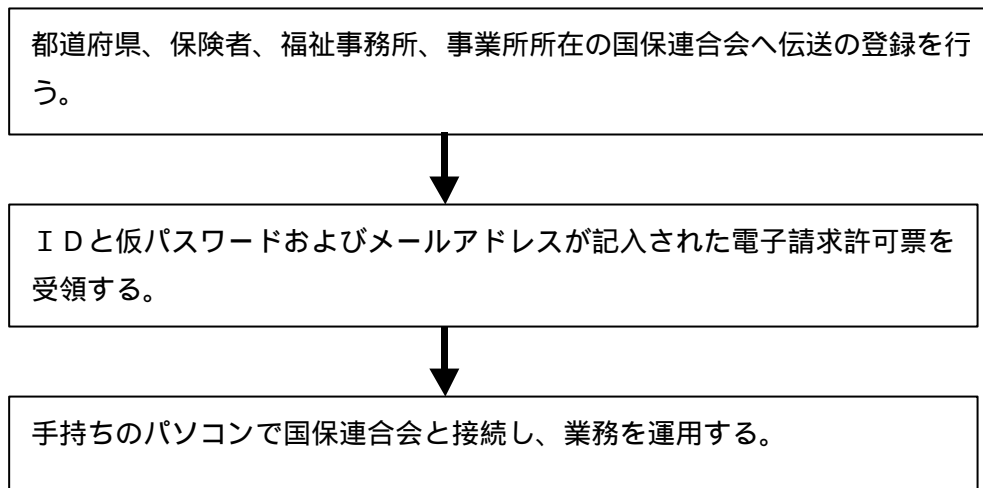 都道府県、保険者、福祉事務所、事業所所在の国保連合会へ伝送の登録を行
う。
ＩＤと仮パスワードおよびメールアドレスが記入された電子請求許可票を
受領する。
手持ちのパソコンで国保連合会と接続し、業務を運用する。